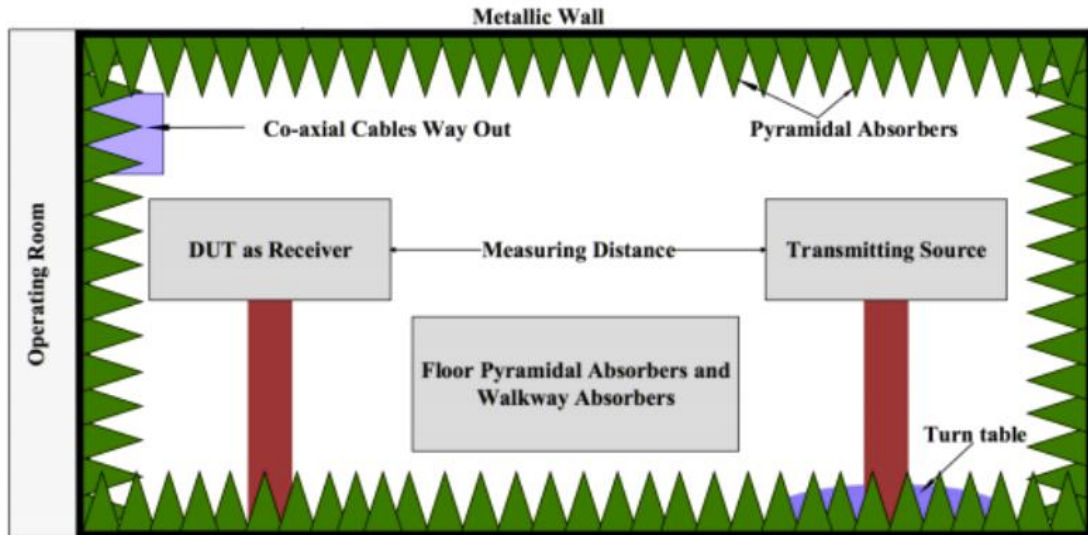 Metallic Wall
Operating Room
Co-axial Cables Way Out
Pyramidal Absorbers
DUT as Receiver
Measuring Distance
Transmitting Source
Floor Pyramidal Absorbers and
Walkway Absorbers
Turn table